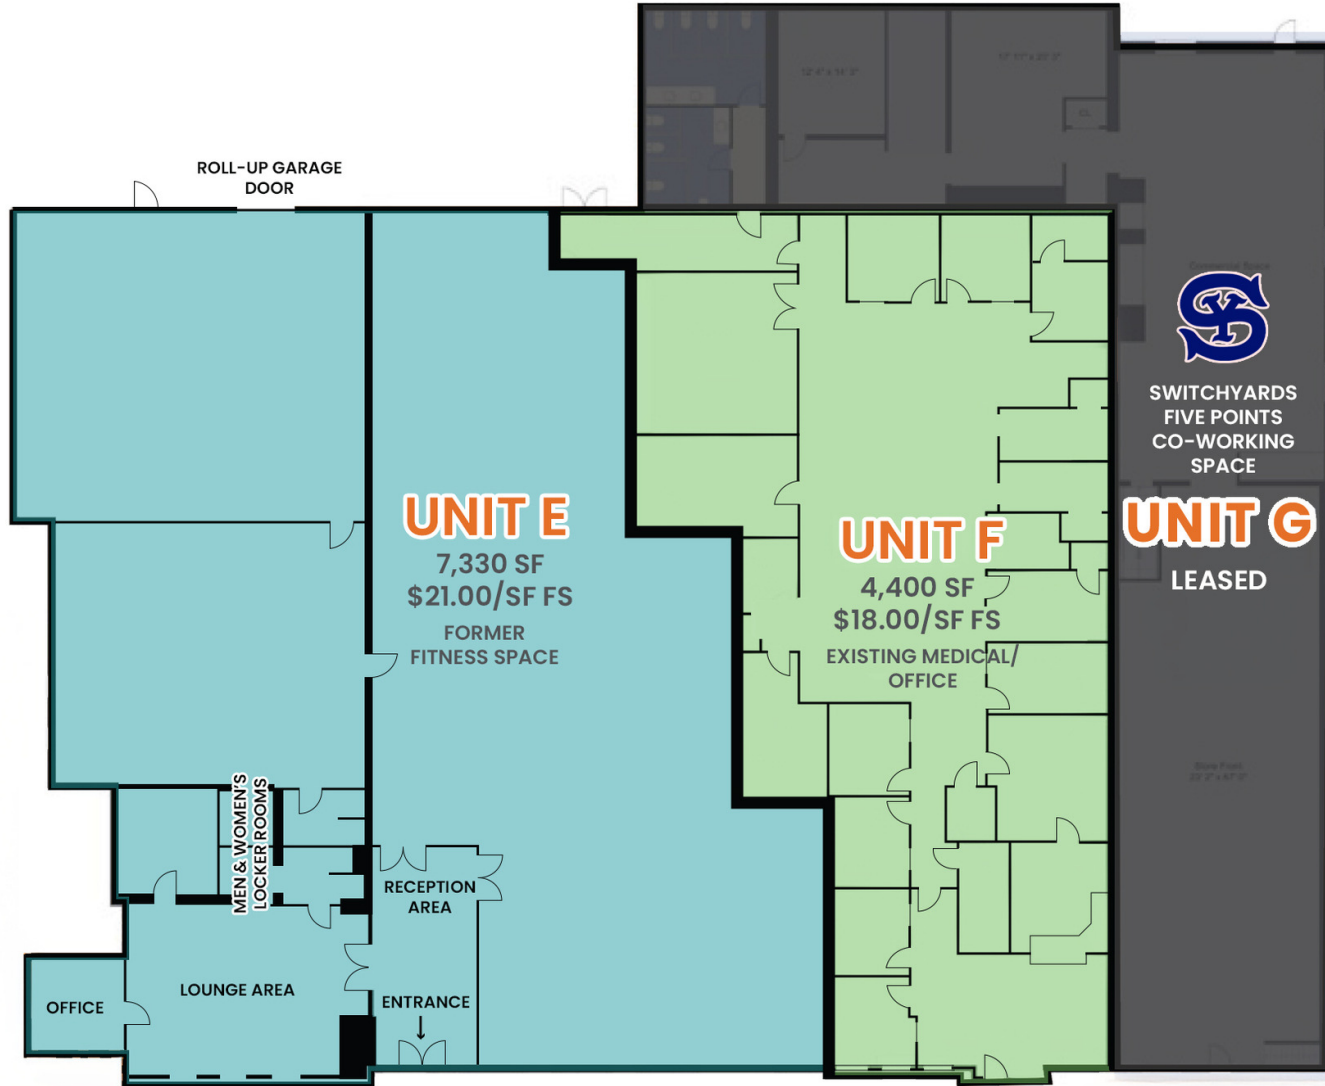 ROLL-UP GARAGE
DOOR
UNIT E
7,330 SF
$21.00/SF FS
FORMER
FITNESS SPACE
UNIT F
4,400 SF
$18.00/SF FS
EXISTING MEDICAL/
OFFICE
SWITCHYARDS
FIVE POINTS
CO-WORKING
SPACE
UNIT G
LEASED
MEN & WOMEN'S
LOCKER ROOMS
RECEPTION
AREA
LOUNGE AREA
OFFICE
ENTRANCE